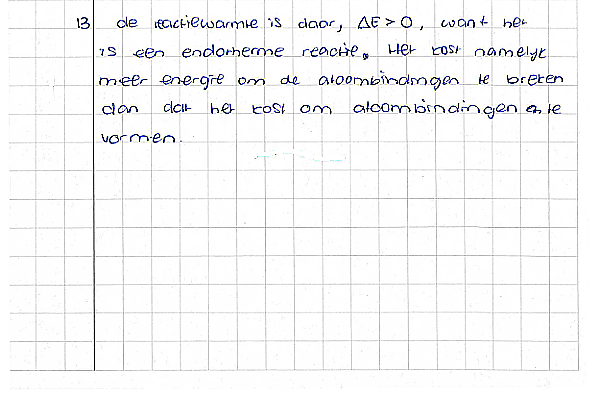 13 de reactiewarmte is daar, ΔE > 0, want het
is een endotherme reactie. Het kost namelijk
meer energie om de atoombindingen te breken
dan dat het kost om atoombindingen te
vormen.